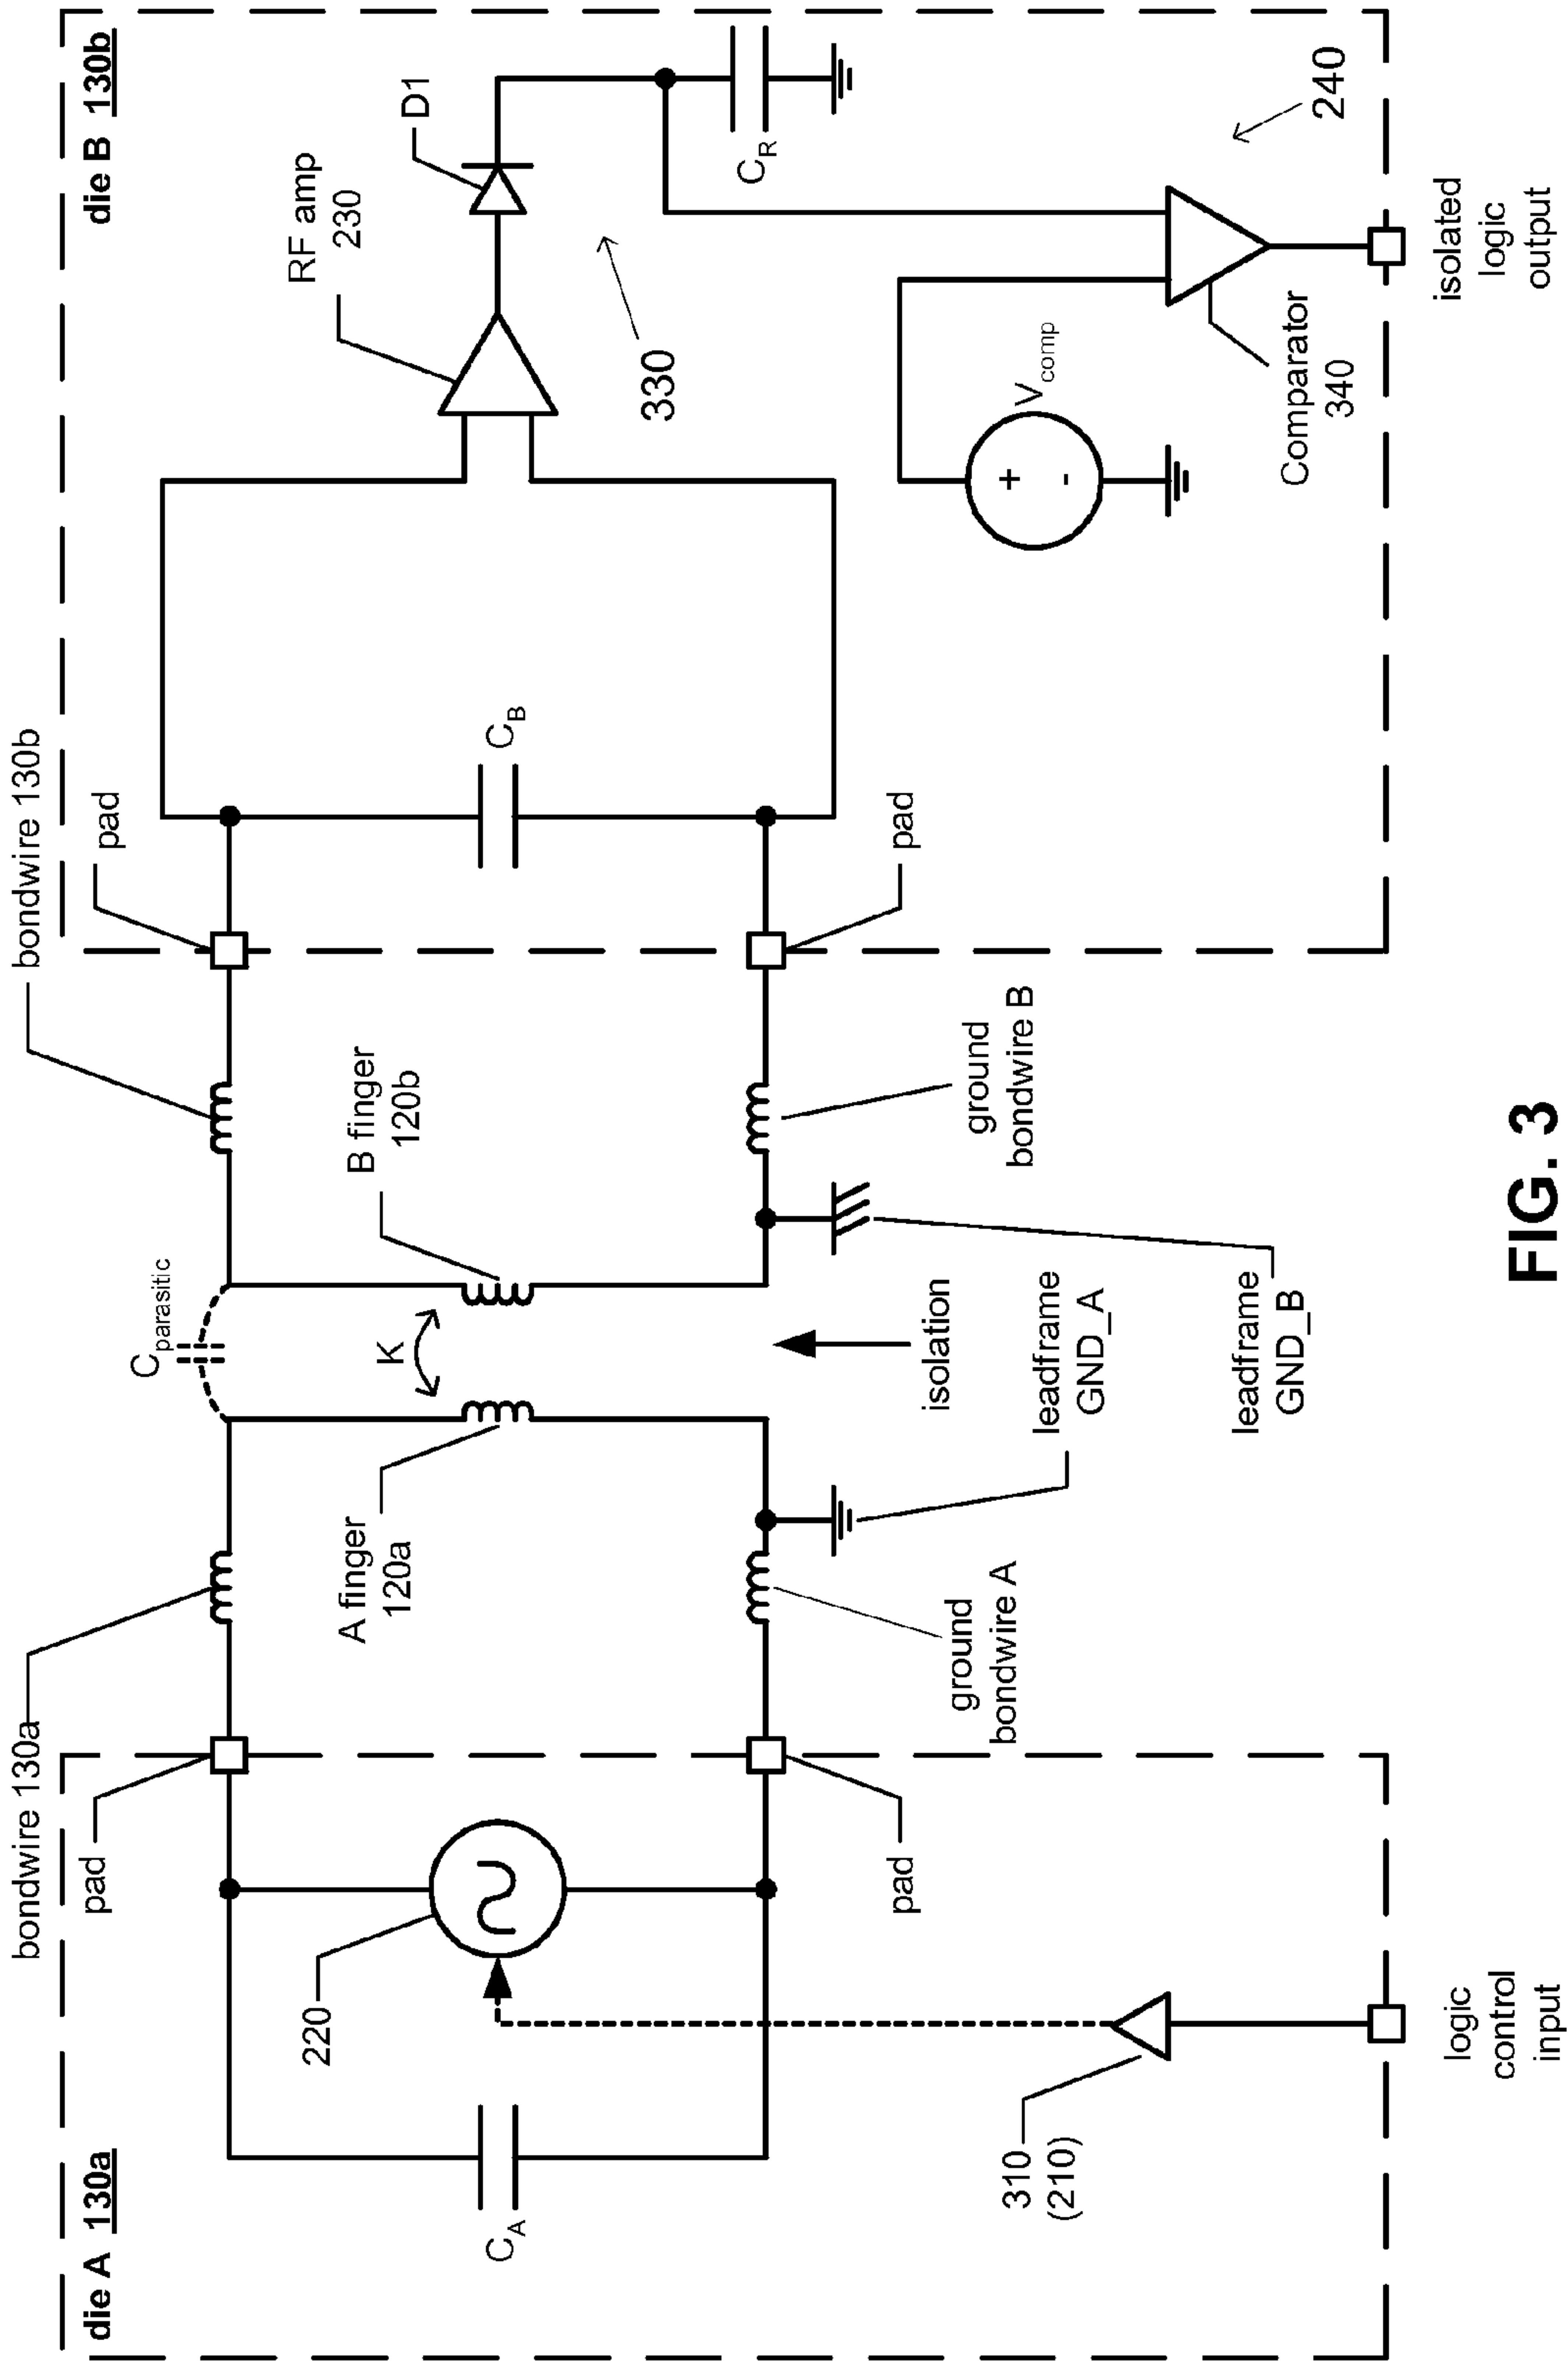 die A 130a
die B 130b
bondwire 130a
bondwire 130b
pad
pad
C_parasitic
220
A finger
120a
K
B finger
120b
C_A
C_B
RF amp
230
D1
C_R
330
pad
pad
ground
bondwire A
ground
bondwire B
isolation
leadframe
GND_A
leadframe
GND_B
310
(210)
+
-
V_comp
Comparator
340
240
logic
control
input
isolated
logic
output
FIG. 3